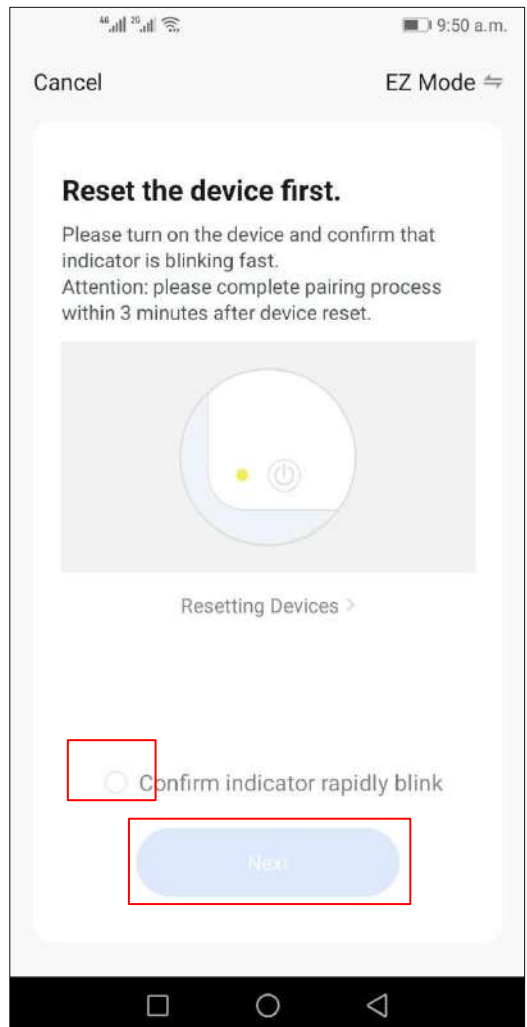 4G 2G 9:50 a.m.
Cancel EZ Mode
Reset the device first.
Please turn on the device and confirm that
indicator is blinking fast.
Attention: please complete pairing process
within 3 minutes after device reset.
Resetting Devices >
Confirm indicator rapidly blink
Next